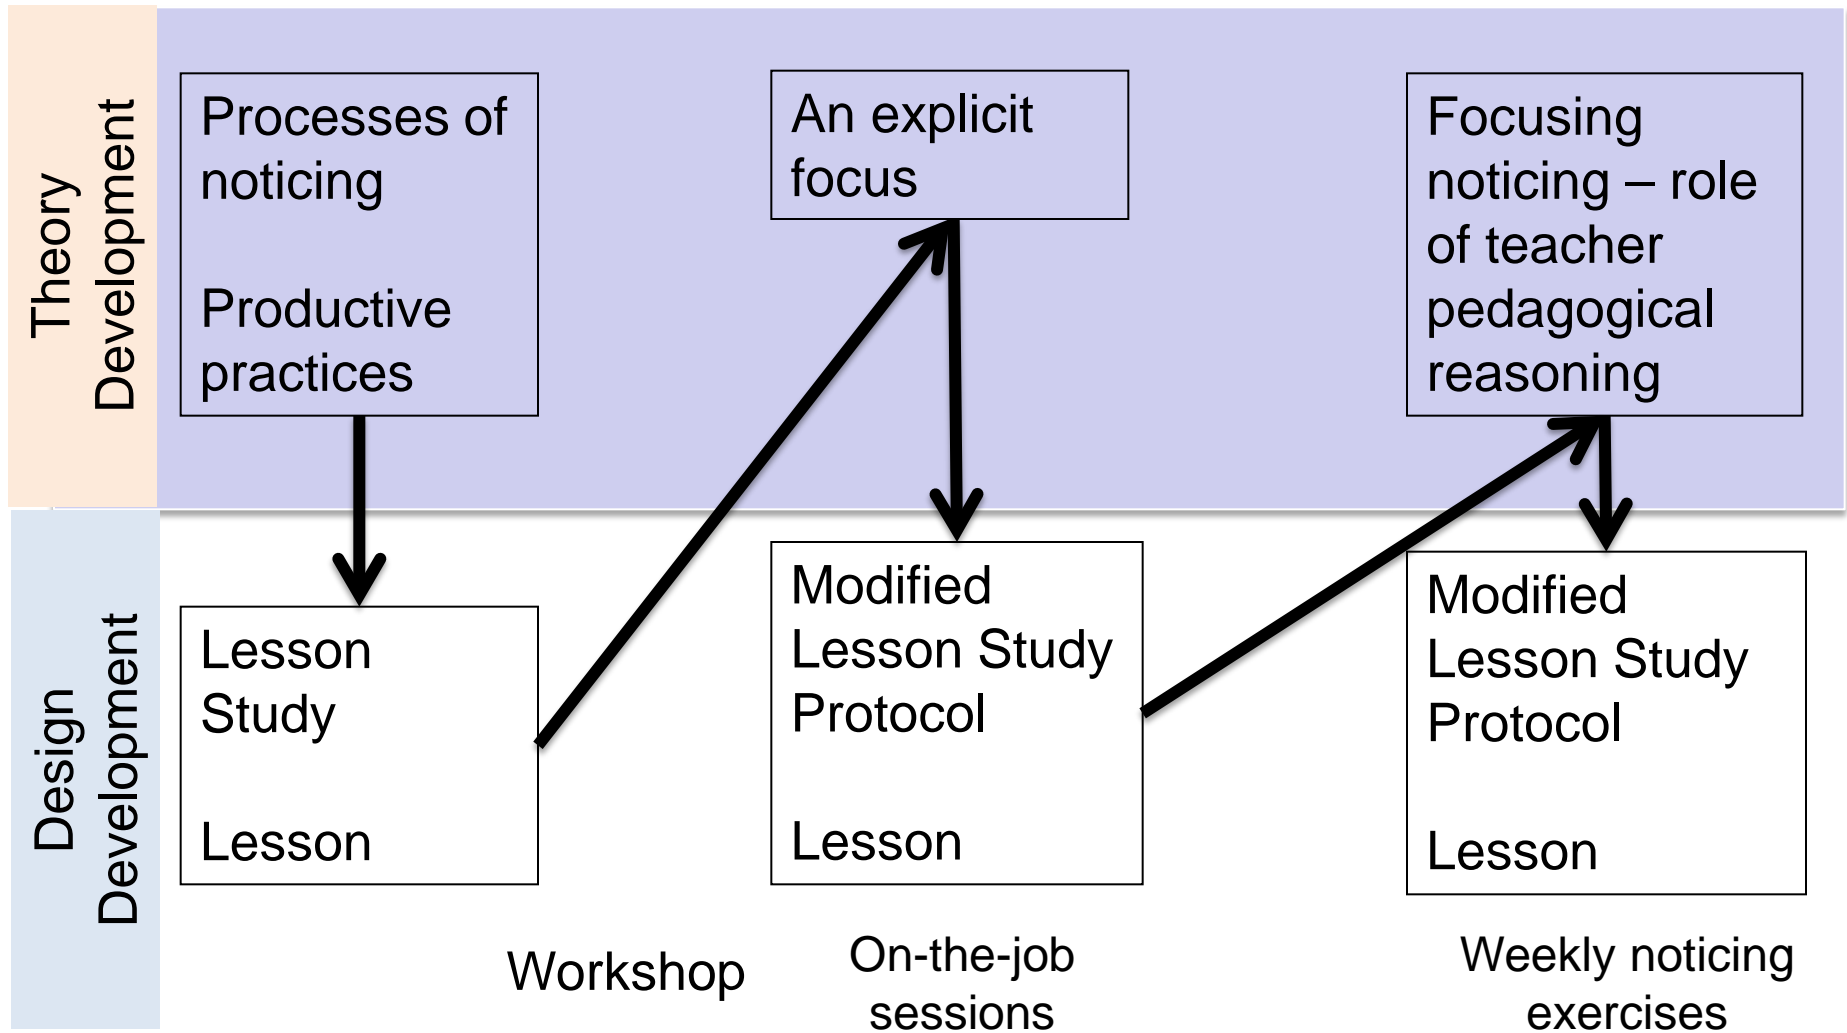 Theory
Development
Processes of
noticing
Productive
practices
An explicit
focus
Focusing
noticing – role
of teacher
pedagogical
reasoning
Design
Development
Lesson
Study
Lesson
Modified
Lesson Study
Protocol
Lesson
Modified
Lesson Study
Protocol
Lesson
Workshop
On-the-job
sessions
Weekly noticing
exercises